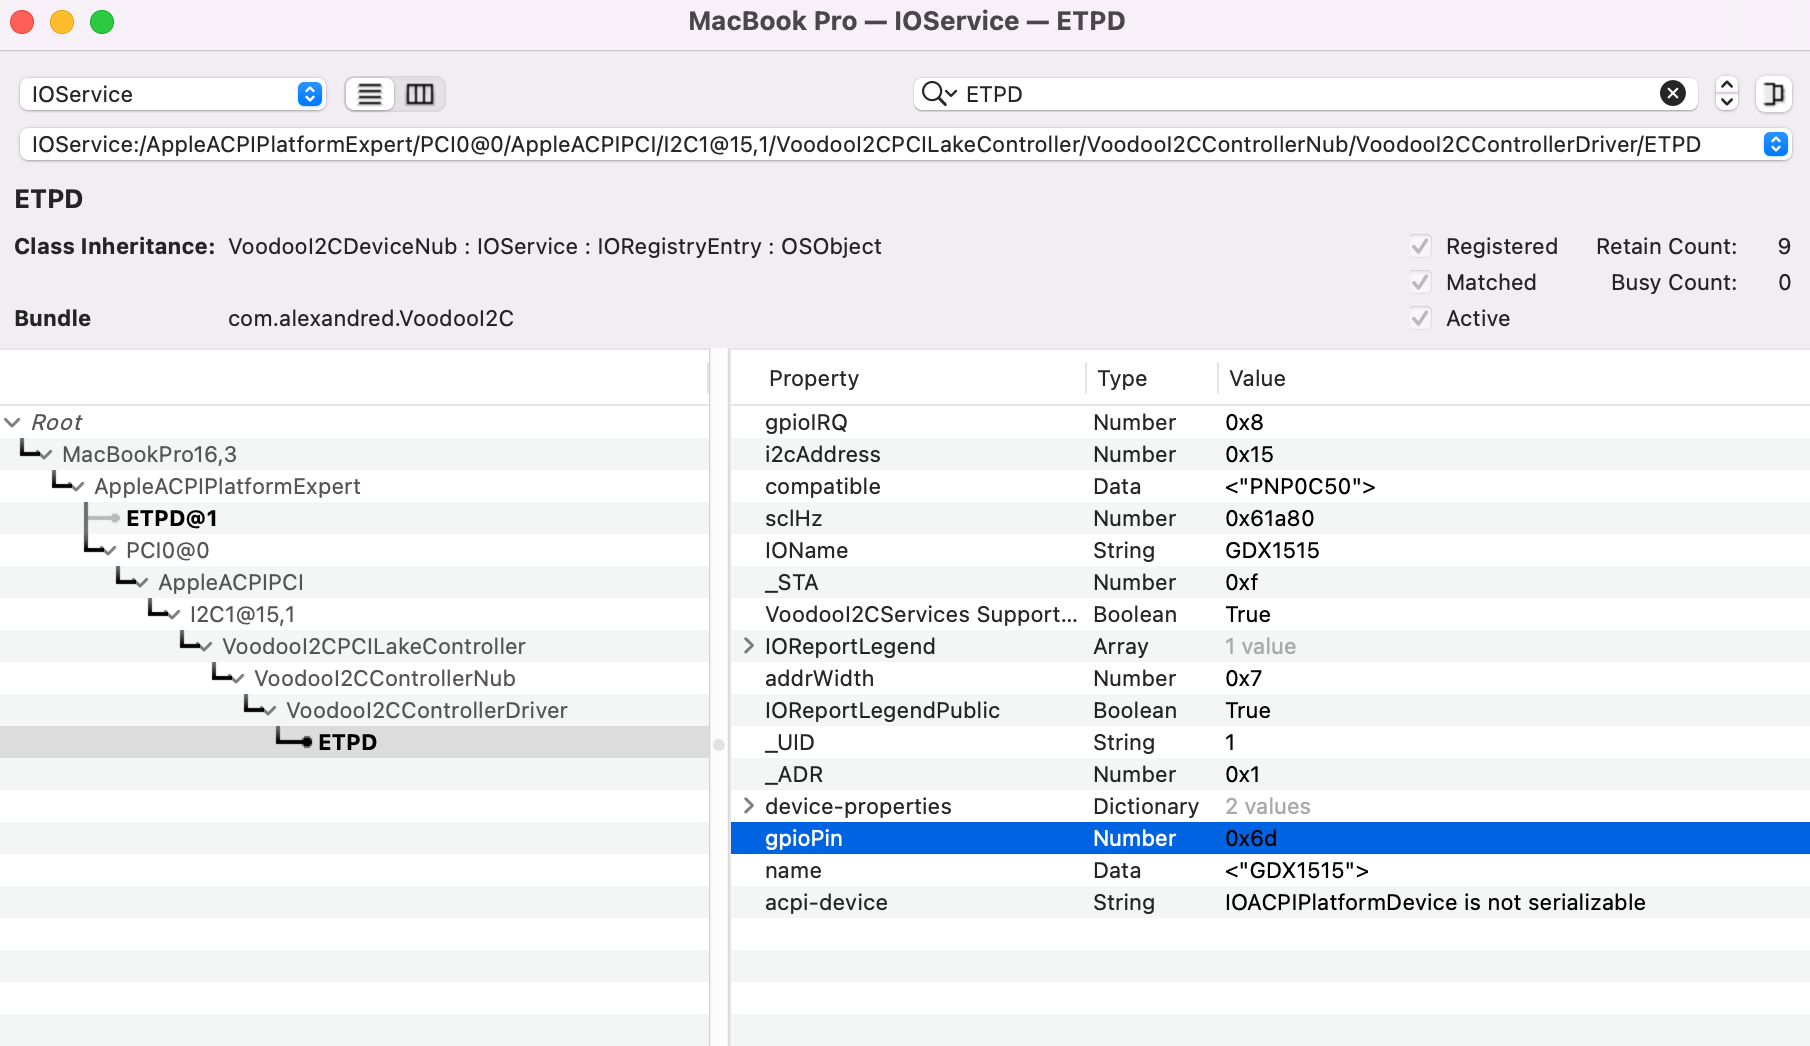 MacBook Pro — IOService — ETPD
IOService
ETPD
IOService:/AppleACPIPlatformExpert/PCI0@0/AppleACPIPCI/I2C1@15,1/VoodooI2CPCILakeController/VoodooI2CControllerNub/VoodooI2CControllerDriver/ETPD
ETPD
Class Inheritance: VoodooI2CDeviceNub : IOService : IORegistryEntry : OSObject
Registered Retain Count: 9
Matched Busy Count: 0
Bundle com.alexandred.VoodooI2C
Active
Root
MacBookPro16,3
AppleACPIPlatformExpert
ETPD@1
PCI0@0
AppleACPIPCI
I2C1@15,1
VoodooI2CPCILakeController
VoodooI2CControllerNub
VoodooI2CControllerDriver
ETPD
Property Type Value
gpioIRQ Number 0x8
i2cAddress Number 0x15
compatible Data <"PNP0C50">
sclHz Number 0x61a80
IOName String GDX1515
_STA Number 0xf
VoodooI2CServices Support... Boolean True
IOReportLegend Array 1 value
addrWidth Number 0x7
IOReportLegendPublic Boolean True
_UID String 1
_ADR Number 0x1
device-properties Dictionary 2 values
gpioPin Number 0x6d
name Data <"GDX1515">
acpi-device String IOACPIPlatformDevice is not serializable